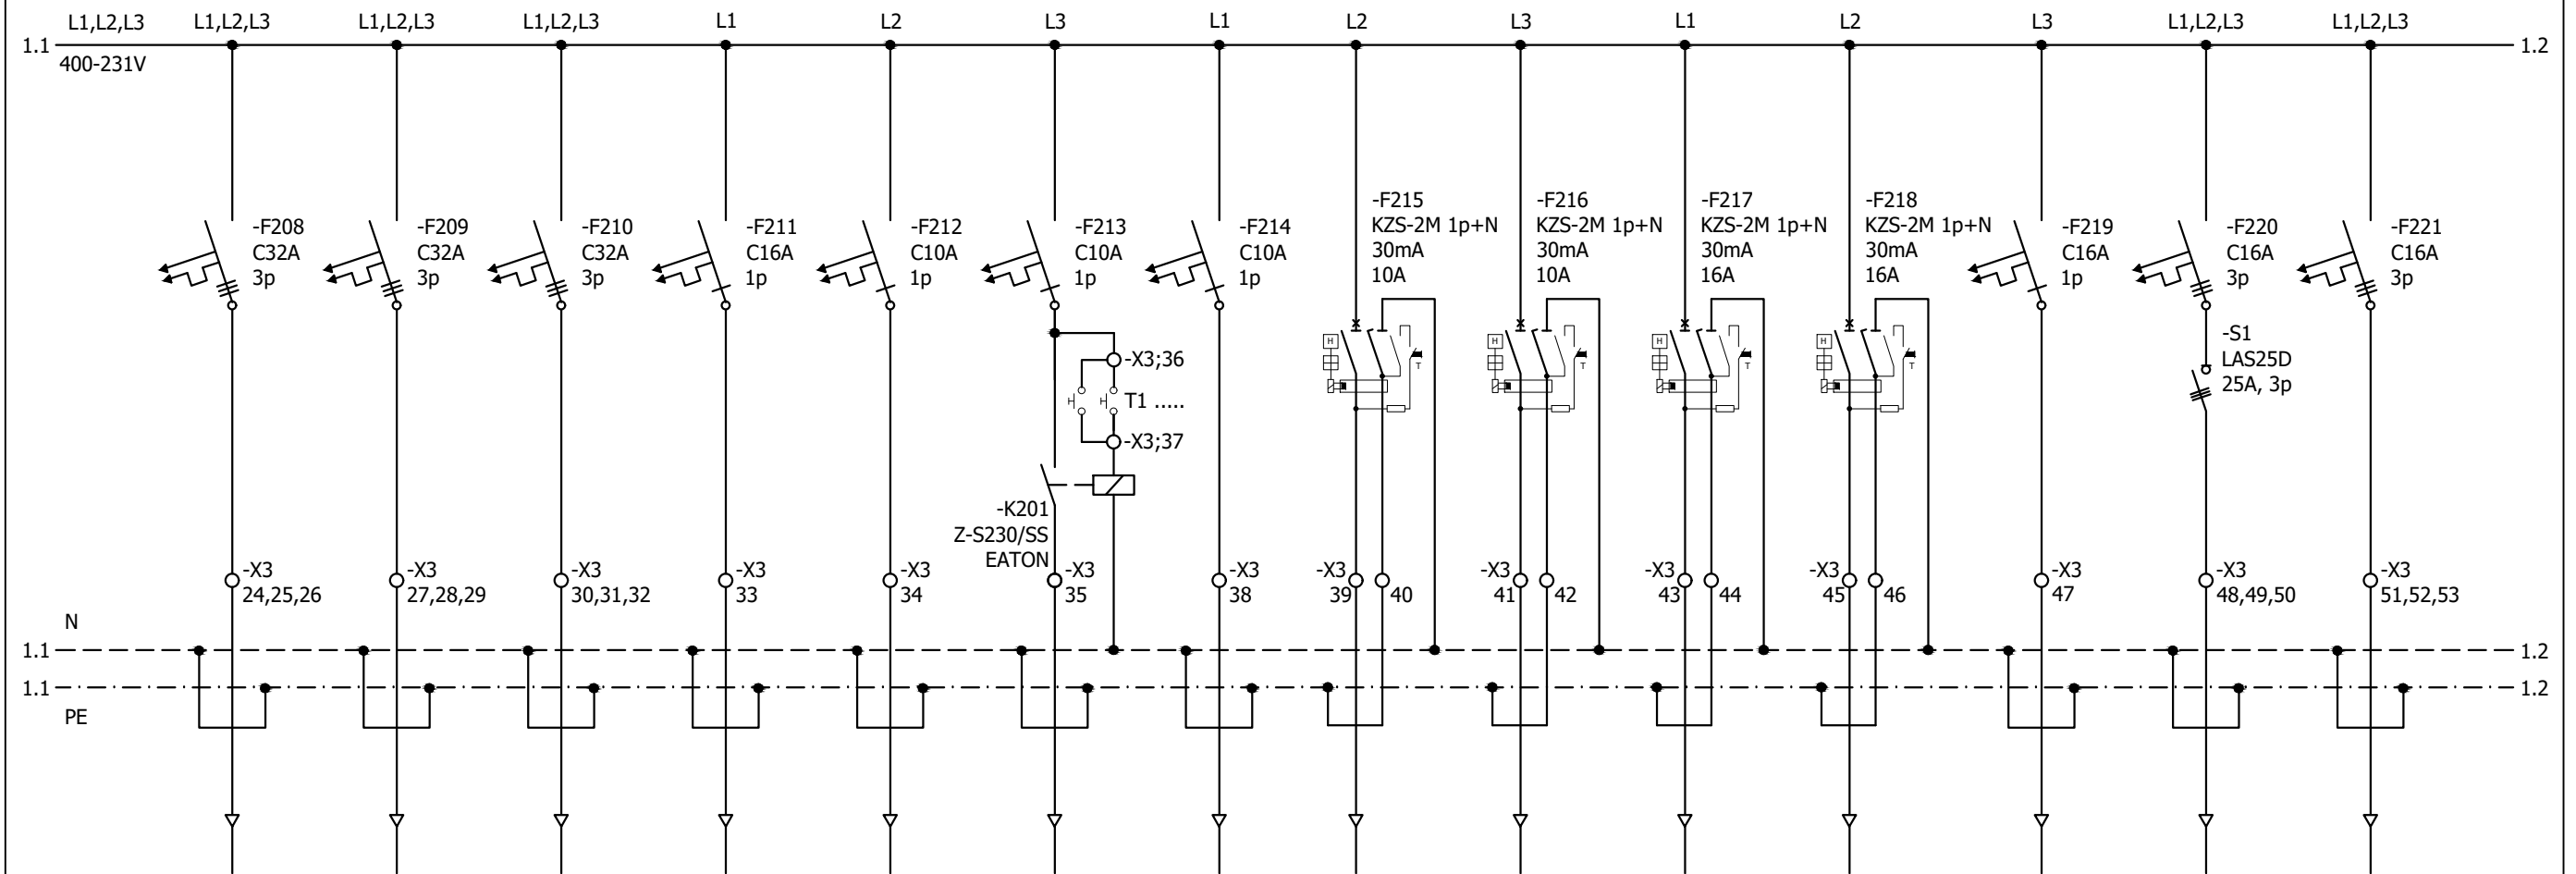 L1,L2,L3 L1,L2,L3 L1,L2,L3 L1,L2,L3 L1 L2 L3 L1 L2 L3 L1 L2 L3 L1,L2,L3 L1,L2,L3
1.1 1.2
400-231V
-F208
C32A
3p
-F209
C32A
3p
-F210
C32A
3p
-F211
C16A
1p
-F212
C10A
1p
-F213
C10A
1p
-F214
C10A
1p
-F215
KZS-2M 1p+N
30mA
10A
-F216
KZS-2M 1p+N
30mA
10A
-F217
KZS-2M 1p+N
30mA
16A
-F218
KZS-2M 1p+N
30mA
16A
-F219
C16A
1p
-F220
C16A
3p
-F221
C16A
3p
-S1
LAS25D
25A, 3p
-X3;36
T1 .....
-X3;37
H T
H T
H T
H T
-K201
Z-S230/SS
EATON
-X3
24,25,26
-X3
27,28,29
-X3
30,31,32
-X3
33
-X3
34
-X3
35
-X3
38
-X3
39 40
-X3
41 42
-X3
43 44
-X3
45 46
-X3
47
-X3
48,49,50
-X3
51,52,53
N
1.1 1.2
1.1 1.2
PE